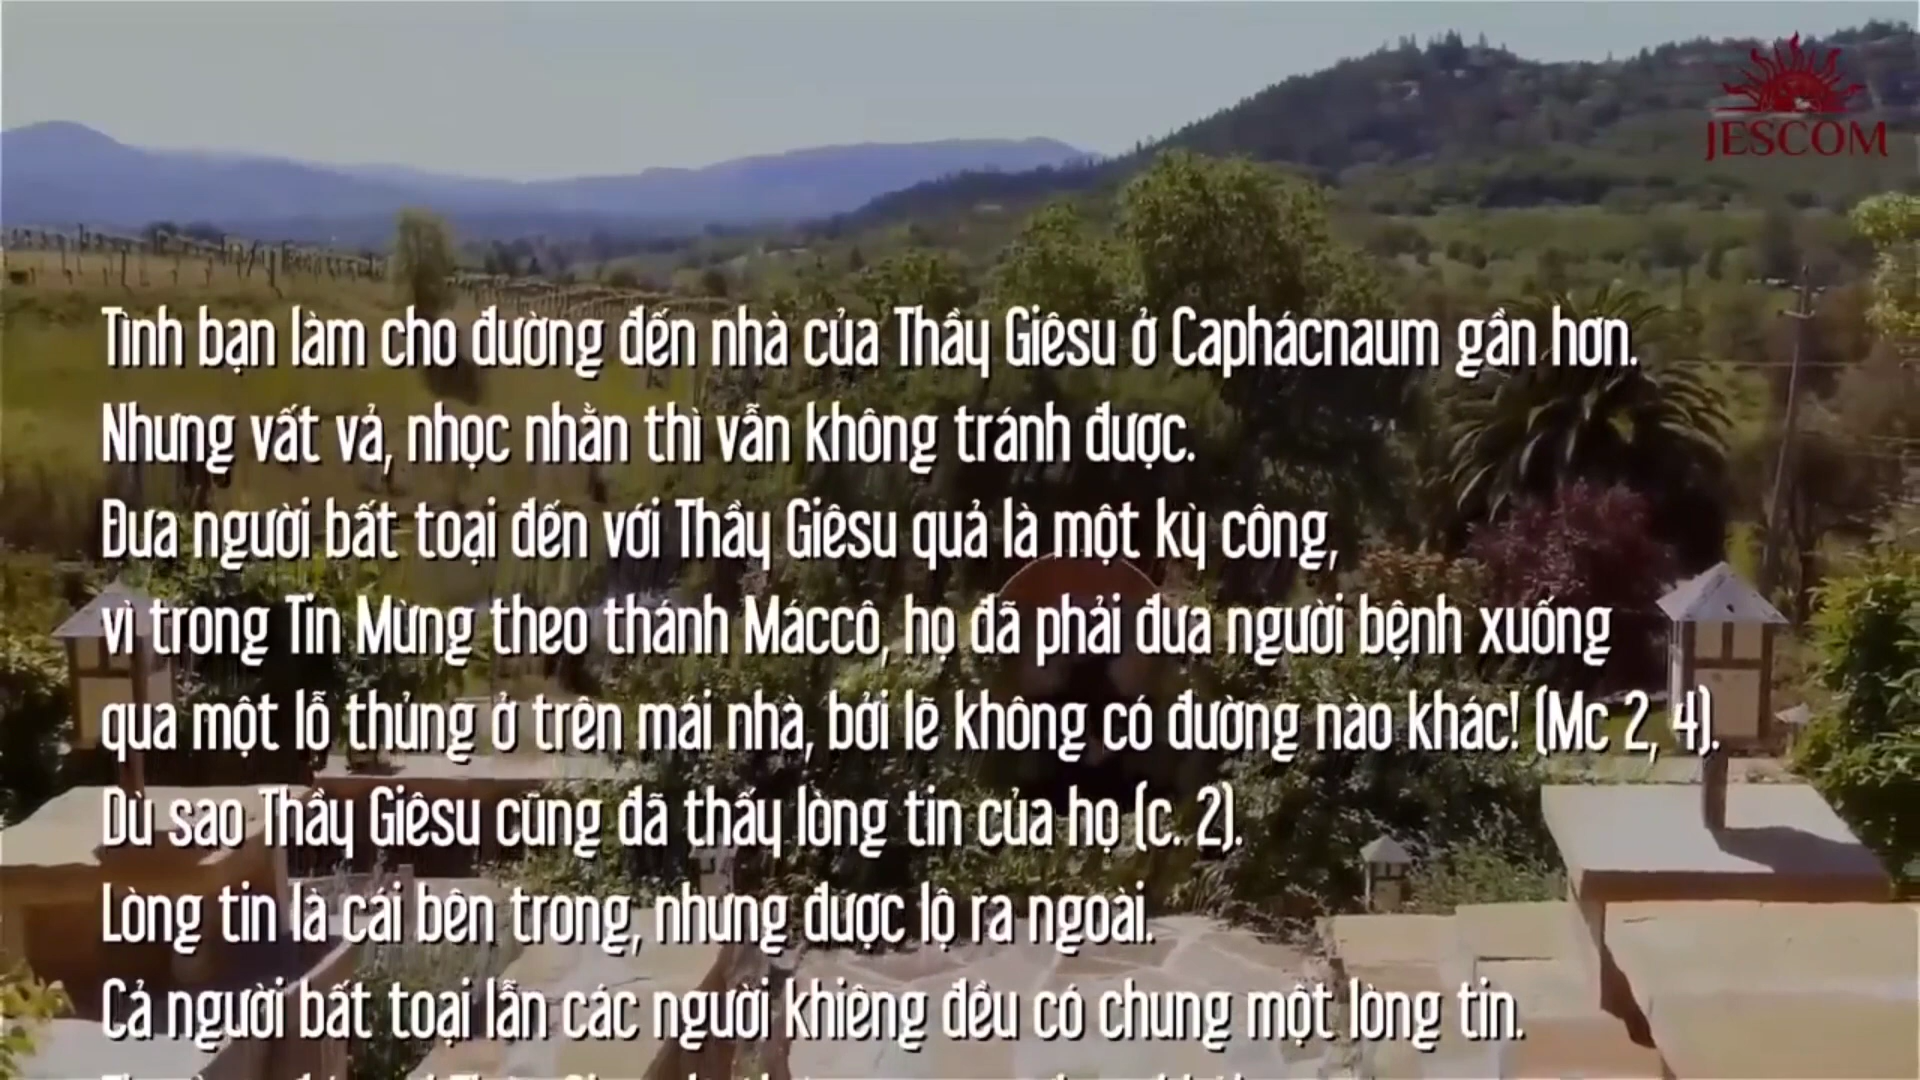 JESCOM
Tình bạn làm cho đường đến nhà của Thầy Giêsu ở Caphácnaum gần hơn.
Nhưng vất vả, nhọc nhằn thì vẫn không tránh được.
Đưa người bất toại đến với Thầy Giêsu quả là một kỳ công,
vì trong Tin Mừng theo thánh Máccô, họ đã phải đưa người bệnh xuống
qua một lỗ thủng ở trên mái nhà, bởi lẽ không có đường nào khác! (Mc 2, 4).
Dù sao Thầy Giêsu cũng đã thấy lòng tin của họ (c. 2).
Lòng tin là cái bên trong, nhưng được lộ ra ngoài.
Cả người bất toại lẫn các người khiêng đều có chung một lòng tin.